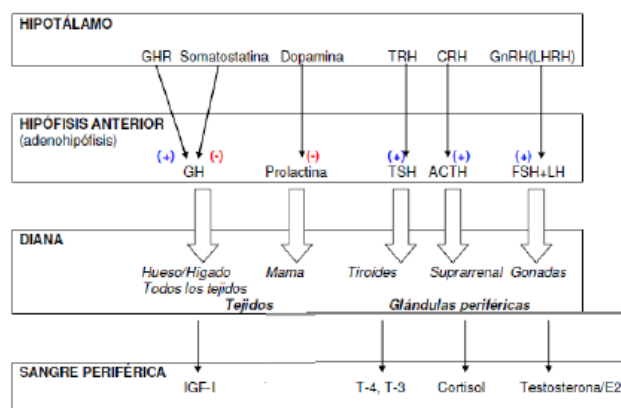 HIPOTÁLAMO
GHR Somatostatina Dopamina TRH CRH GnRH(LHRH)
HIPÓFISIS ANTERIOR
(adenohipófisis)
(+) (-) (-) (+) (+) (+)
GH Prolactina TSH ACTH FSH+LH
DIANA
Hueso/Hígado Mama Tiroides Suprarrenal Gonadas
Todos los tejidos
Tejidos Glándulas periféricas
SANGRE PERIFÉRICA
IGF-I T-4, T-3 Cortisol Testosterona/E2